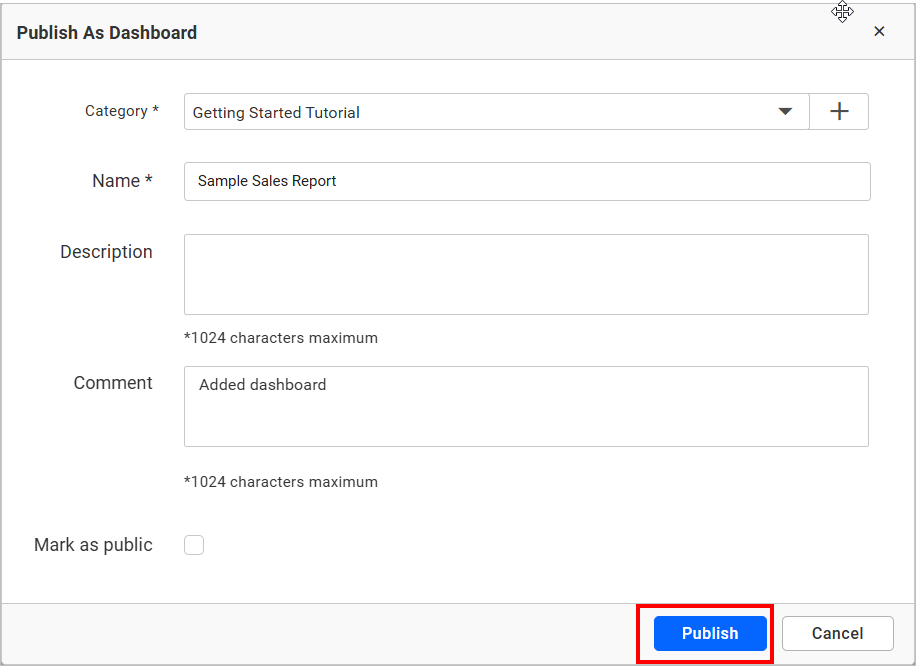 Publish As Dashboard
Category * Getting Started Tutorial
Name * Sample Sales Report
Description
*1024 characters maximum
Comment Added dashboard
*1024 characters maximum
Mark as public
Publish Cancel